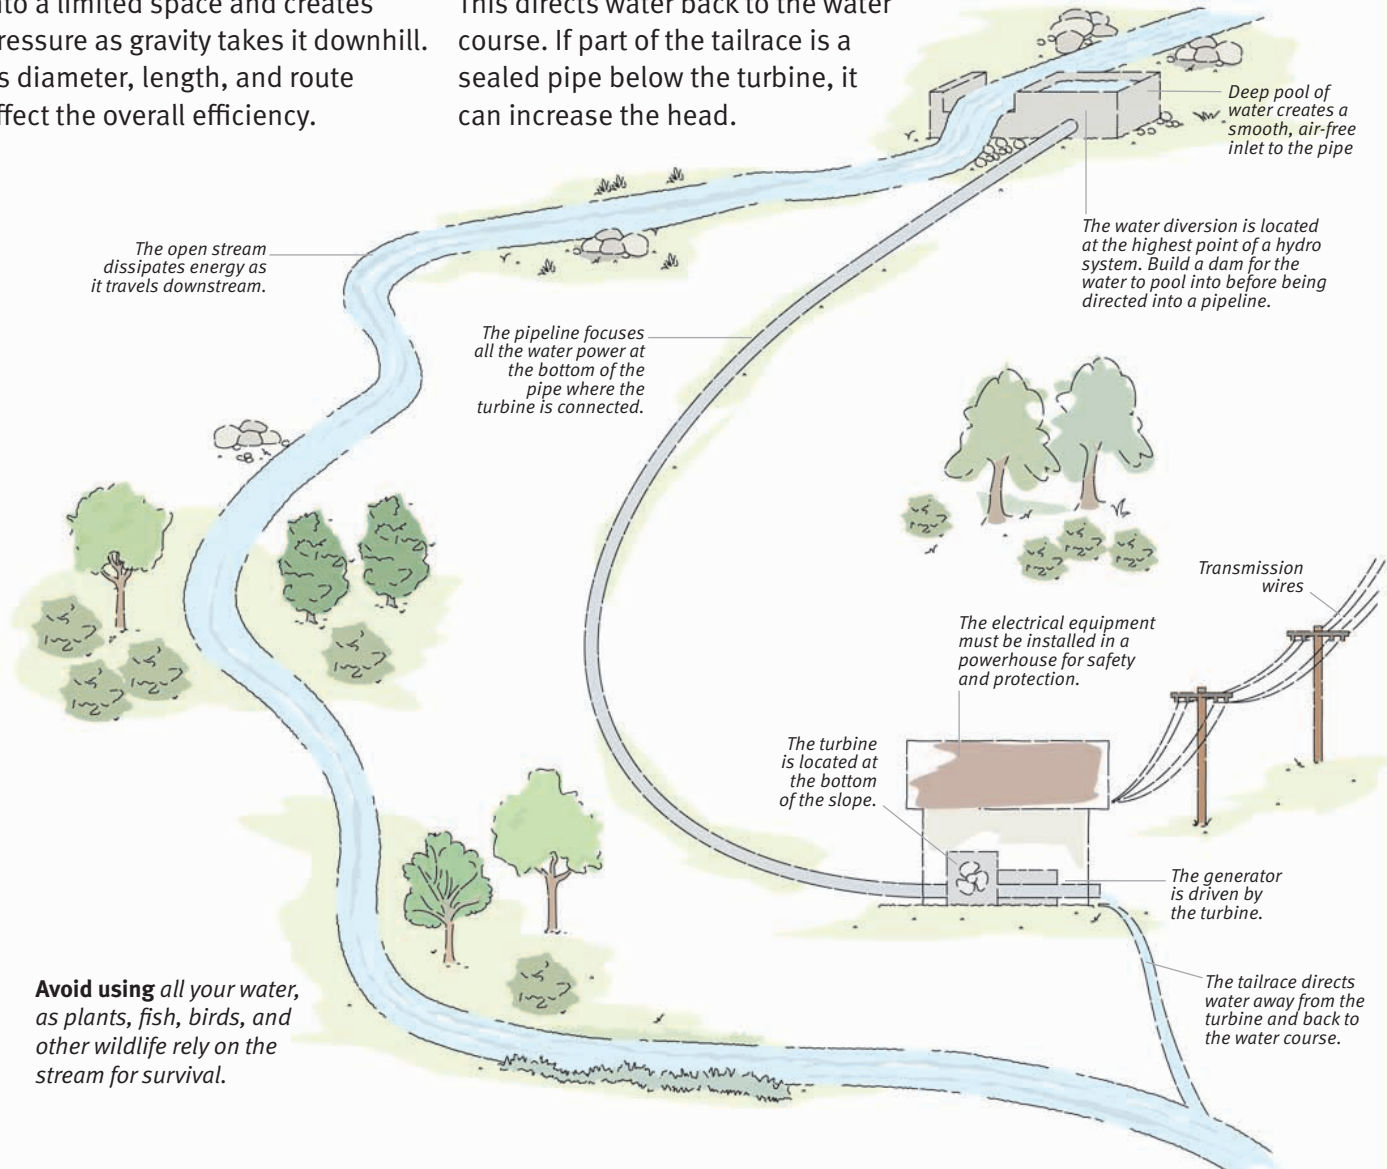 a limited space and creates
as gravity takes it downhill.
diameter, length, and route
the overall efficiency.
This directs water back to the water
course. If part of the tailrace is a
sealed pipe below the turbine, it
can increase the head.
Deep pool of
water creates a
smooth, air-free
inlet to the pipe
The water diversion is located
at the highest point of a hydro
system. Build a dam for the
water to pool into before being
directed into a pipeline.
The open stream
dissipates energy as
it travels downstream.
The pipeline focuses
all the water power at
the bottom of the
pipe where the
turbine is connected.
Transmission
wires
The electrical equipment
must be installed in a
powerhouse for safety
and protection.
The turbine
is located at
the bottom
of the slope.
The generator
is driven by
the turbine.
The tailrace directs
water away from the
turbine and back to
the water course.
Avoid using all your water,
as plants, fish, birds, and
other wildlife rely on the
stream for survival.